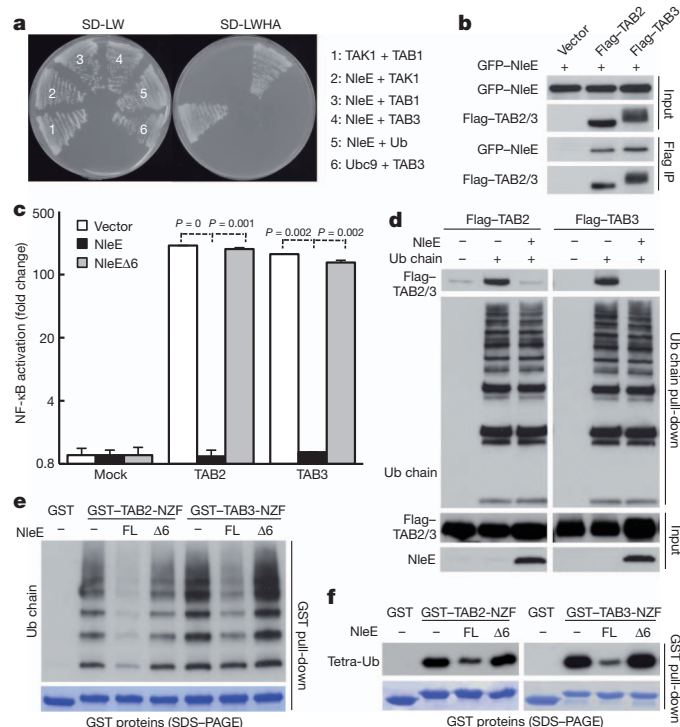 a
SD-LW
SD-LWHA
1
2
3
4
5
6
1: TAK1 + TAB1
2: NleE + TAK1
3: NleE + TAB1
4: NleE + TAB3
5: NleE + Ub
6: Ubc9 + TAB3
b
Vector
Flag–TAB2
Flag–TAB3
GFP–NleE + + +
GFP–NleE
Flag–TAB2/3
Input
GFP–NleE
Flag–TAB2/3
Flag IP
c
NF-κB activation (fold change)
500
100
20
4
0.8
Vector
NleE
NleEΔ6
P = 0
P = 0.001
P = 0.002
P = 0.002
Mock
TAB2
TAB3
d
Flag–TAB2
Flag–TAB3
NleE – – + – – +
Ub chain – + + – + +
Flag–
TAB2/3
Ub chain
Ub chain pull-down
Flag–
TAB2/3
NleE
Input
e
GST
GST–TAB2-NZF
GST–TAB3-NZF
NleE – – FL Δ6 – FL Δ6
Ub chain
GST pull-down
GST proteins (SDS–PAGE)
f
GST
GST–TAB2-NZF
GST
GST–TAB3-NZF
NleE – – FL Δ6 – – FL Δ6
Tetra-Ub
GST pull-down
GST proteins (SDS–PAGE)